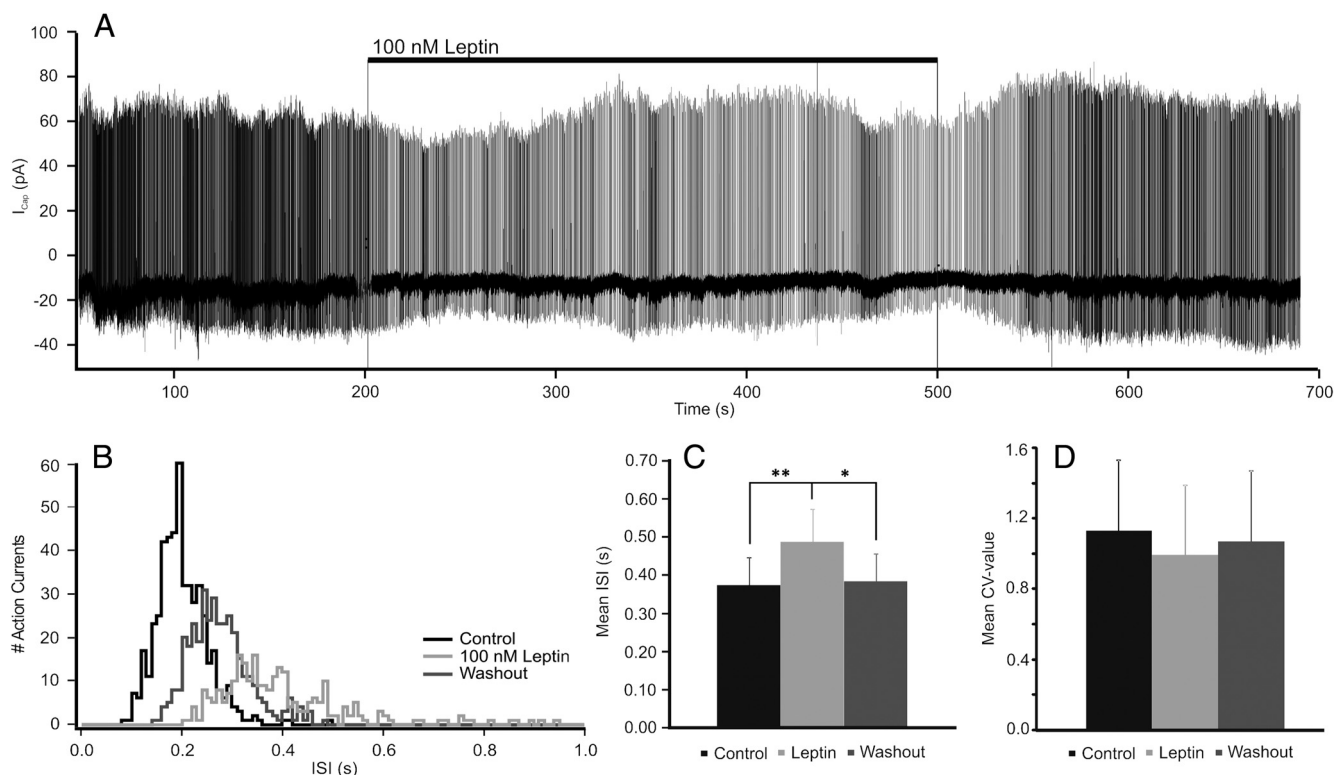 A
100 nM Leptin
100
80
60
40
20
0
-20
-40
I Cap (pA)
100 200 300 400 500 600 700
Time (s)
B
60
50
40
30
20
10
0
# Action Currents
Control
100 nM Leptin
Washout
0.0 0.2 0.4 0.6 0.8 1.0
ISI (s)
C
0.70
0.60
0.50
0.40
0.30
0.20
0.10
0.00
Mean ISI (s)
** *
Control Leptin Washout
D
1.6
1.2
0.8
0.4
0.0
Mean CV-value
Control Leptin Washout